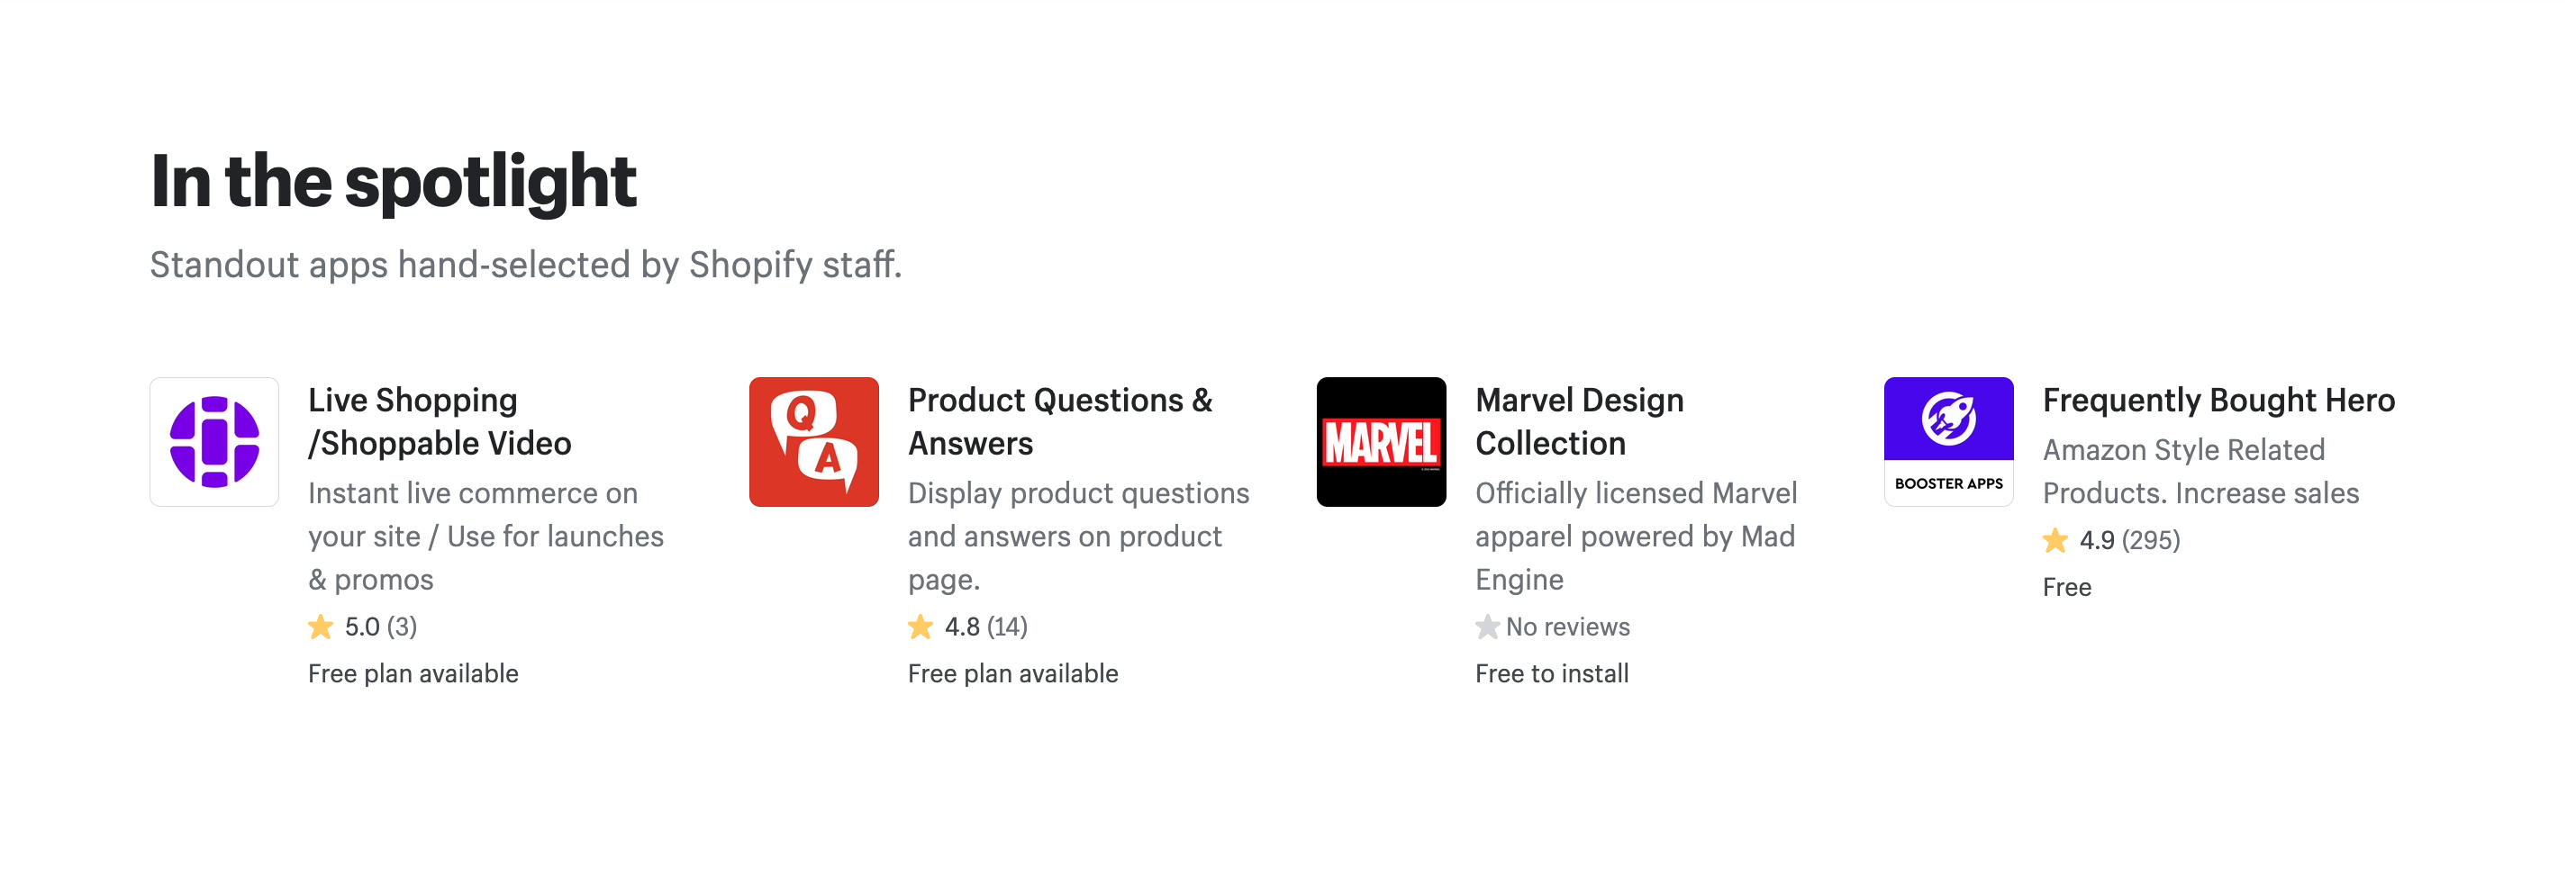 In the spotlight
Standout apps hand-selected by Shopify staff.
Live Shopping
/Shoppable Video
Instant live commerce on
your site / Use for launches
& promos
5.0 (3)
Free plan available
Q
A
Product Questions &
Answers
Display product questions
and answers on product
page.
4.8 (14)
Free plan available
MARVEL
Marvel Design
Collection
Officially licensed Marvel
apparel powered by Mad
Engine
No reviews
Free to install
BOOSTER APPS
Frequently Bought Hero
Amazon Style Related
Products. Increase sales
4.9 (295)
Free